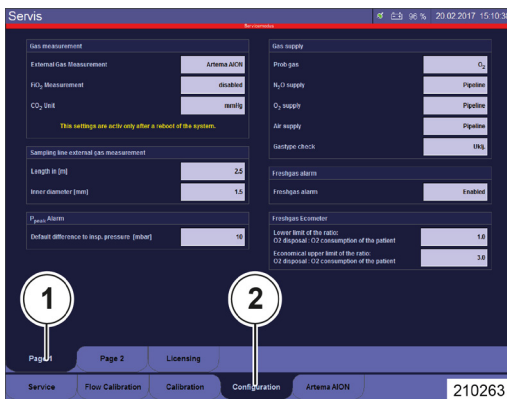 Servis
96 % 20.02.2017 15:10:38
Servicemodus
Gas measurement
External Gas Measurement Artema AION
FiO2 Measurement disabled
CO2 Unit mmHg
This settings are activ only after a reboot of the system.
Sampling line external gas measurement
Length in [m] 2.5
Inner diameter [mm] 1.5
Ppeak Alarm
Default difference to insp. pressure [mbar] 10
Gas supply
Prob gas O2
N2O supply Pipeline
O2 supply Pipeline
Air supply Pipeline
Gastype check
Freshgas alarm
Freshgas alarm Enabled
Freshgas Ecometer
Lower limit of the ratio:
O2 disposal : O2 consumption of the patient 1.0
Economical upper limit of the ratio:
O2 disposal : O2 consumption of the patient 3.0
1
2
Page 1 Page 2 Licensing
Service Flow Calibration Calibration Configuration Artema AION
210263